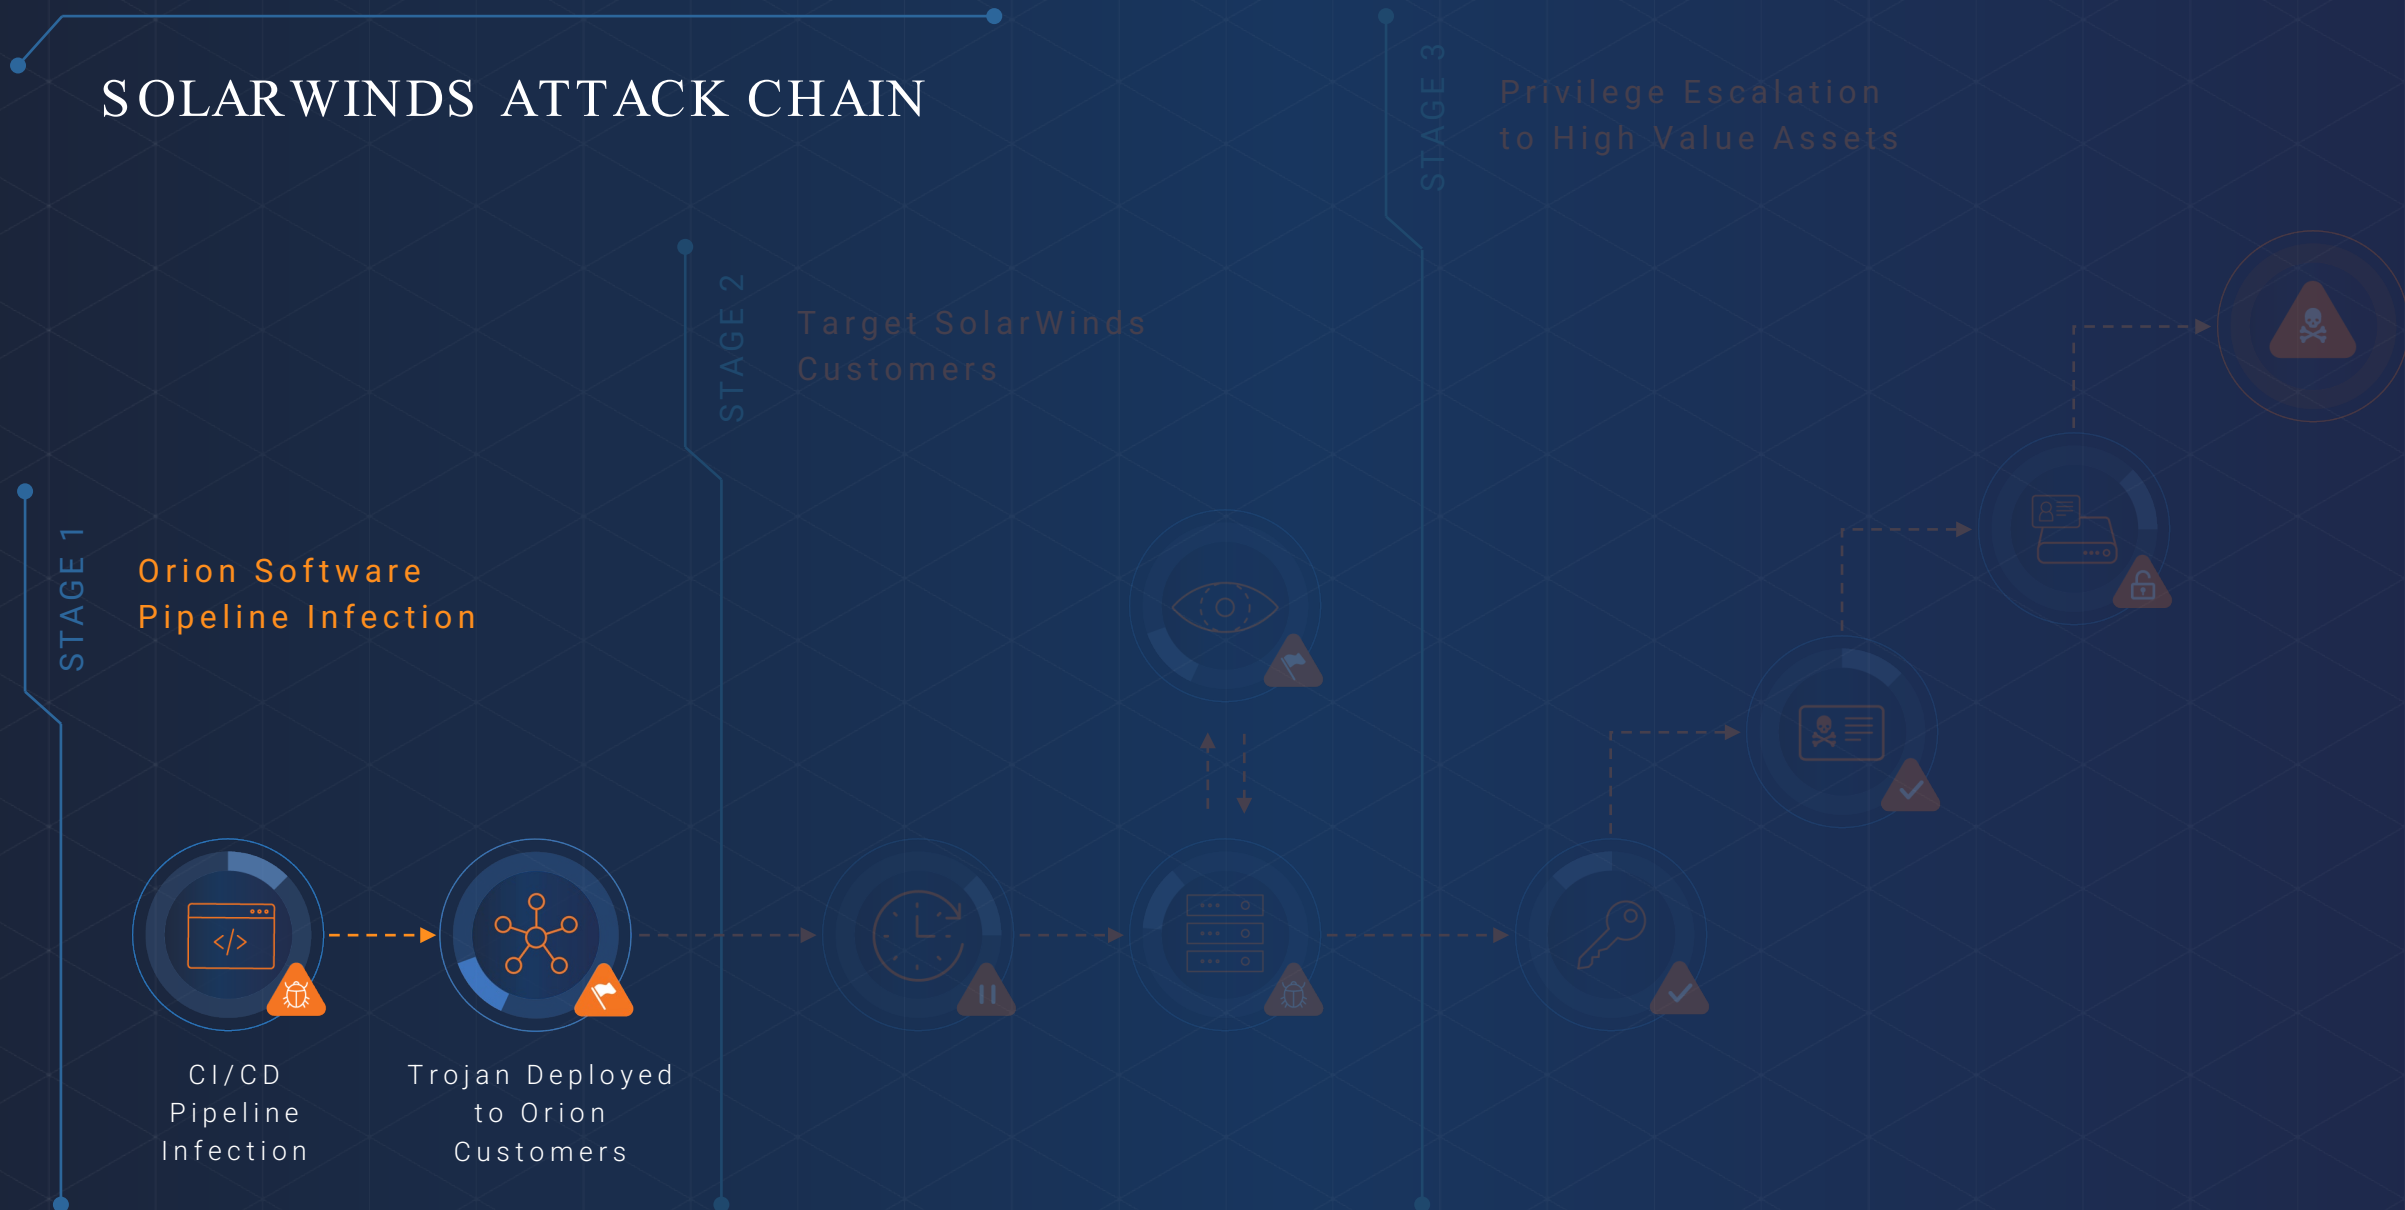 SOLARWINDS ATTACK CHAIN
STAGE 1
Orion Software
Pipeline Infection
CI/CD
Pipeline
Infection
Trojan Deployed
to Orion
Customers
STAGE 2
Target SolarWinds
Customers
STAGE 3
Privilege Escalation
to High Value Assets